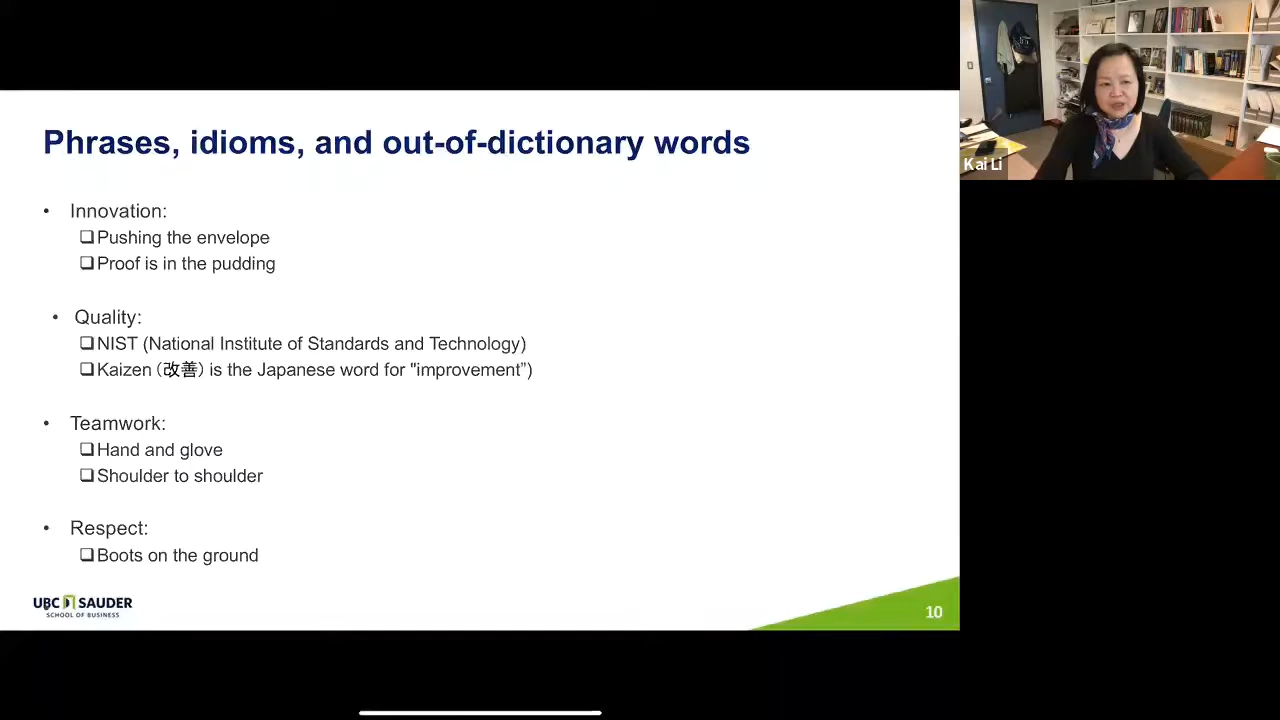 Phrases, idioms, and out-of-dictionary words
• Innovation:
❑Pushing the envelope
❑Proof is in the pudding
• Quality:
❑NIST (National Institute of Standards and Technology)
❑Kaizen (改善) is the Japanese word for "improvement”)
• Teamwork:
❑Hand and glove
❑Shoulder to shoulder
• Respect:
❑Boots on the ground
UBC SAUDER
SCHOOL OF BUSINESS
10
Kai Li